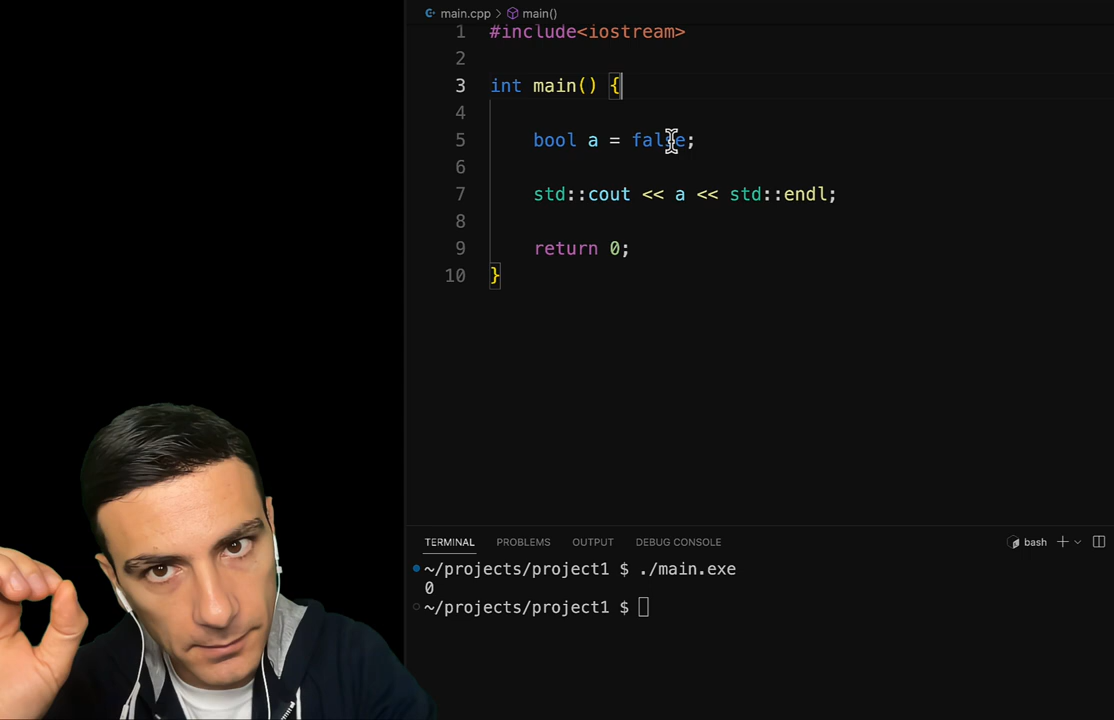 main.cpp > main()
1 #include<iostream>
2
3 int main() {
4
5 bool a = false;
6
7 std::cout << a << std::endl;
8
9 return 0;
10 }
TERMINAL PROBLEMS OUTPUT DEBUG CONSOLE bash
~/projects/project1 $ ./main.exe
0
~/projects/project1 $